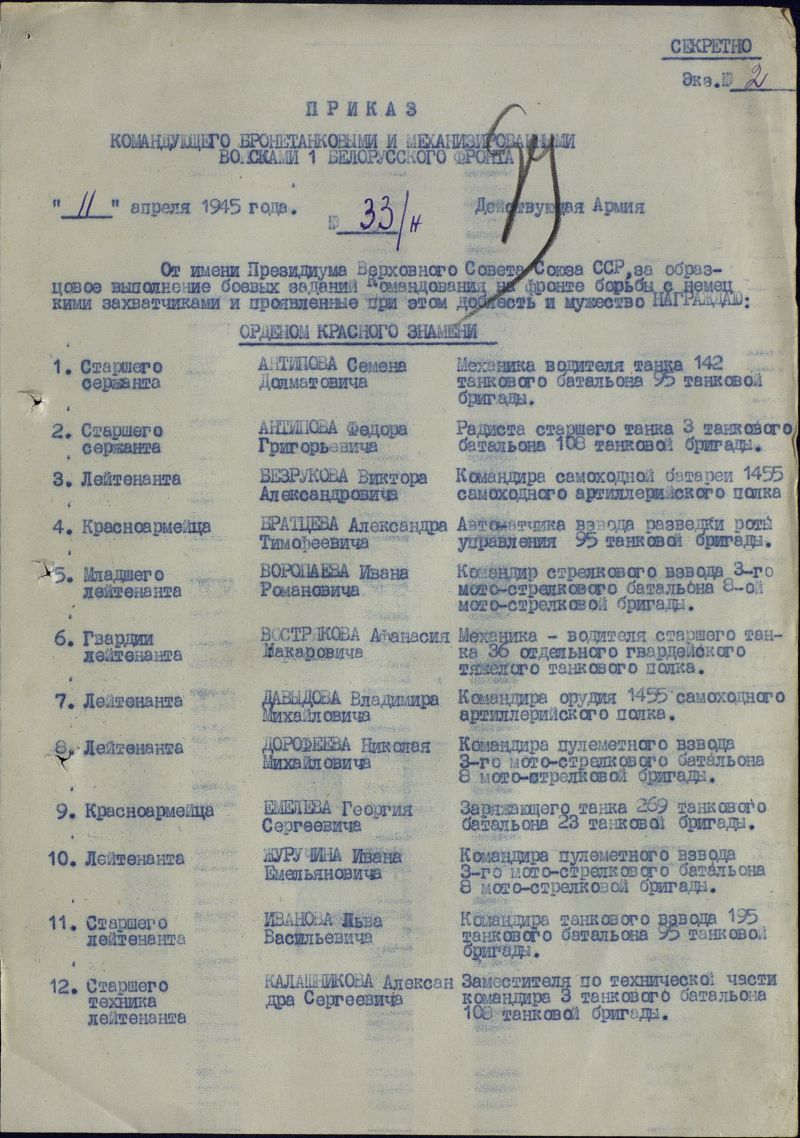 СЕКРЕТНО
Экз.№ 2
ПРИКАЗ
КОМАНДУЮЩЕГО БРОНЕТАНКОВЫМИ И МЕХАНИЗИРОВАННЫМИ
ВОЙСКАМИ 1 БЕЛОРУССКОГО ФРОНТА
" 11 " апреля 1945 года. № 33/н Действующая Армия
От имени Президиума Верховного Совета Союза ССР, за образ-
цовое выполнение боевых заданий Командования на фронте борьбы с немец
кими захватчиками и проявленные при этом доблесть и мужество НАГРАЖДАЮ:
ОРДЕНОМ КРАСНОГО ЗНАМЕНИ
1. Старшего АНТИПОВА Семена Механика водителя танка 142
сержанта Долматовича танкового батальона 95 танковой
бригады.
2. Старшего АНТИПОВА Федора Радиста старшего танка 3 танкового
сержанта Григорьевича батальона 108 танковой бригады.
3. Лейтенанта БЕЗРУКОВА Виктора Командира самоходной батареи 1455
Александровича самоходного артиллерийского полка
4. Красноармейца БРАТЦЕВА Александра Автоматчика взвода разведки роты
Тимофеевича управления 95 танковой бригады.
5. Младшего ВОРОПАЕВА Ивана Командир стрелкового взвода 3-го
лейтенанта Романовича мото-стрелкового батальона 8-ой
мото-стрелковой бригады.
6. Гвардии ВОСТРЯКОВА Афанасия Механика - водителя старшего тан-
лейтенанта Макаровича ка 36 отдельного гвардейского
тяжелого танкового полка.
7. Лейтенанта ДАВЫДОВА Владимира Командира орудия 1455 самоходного
Михайловича артиллерийского полка.
8. Лейтенанта ДОРОФЕЕВА Николая Командира пулеметного взвода
Михайловича 3-го мото-стрелкового батальона
8 мото-стрелковой бригады.
9. Красноармейца ЕМЕЛЕВА Георгия Заряжающего танка 269 танкового
Сергеевича батальона 23 танковой бригады.
10. Лейтенанта ЖУРУЧИНА Ивана Командира пулеметного взвода
Емельяновича 3-го мото-стрелкового батальона
8 мото-стрелковой бригады.
11. Старшего ИВАНОВА Льва Командира танкового взвода 195
лейтенанта Васильевича танкового батальона 95 танковой
бригады.
12. Старшего КАЛАШНИКОВА Алексан Заместителя по технической части
техника дра Сергеевича командира 3 танкового батальона
лейтенанта 108 танковой бригады.